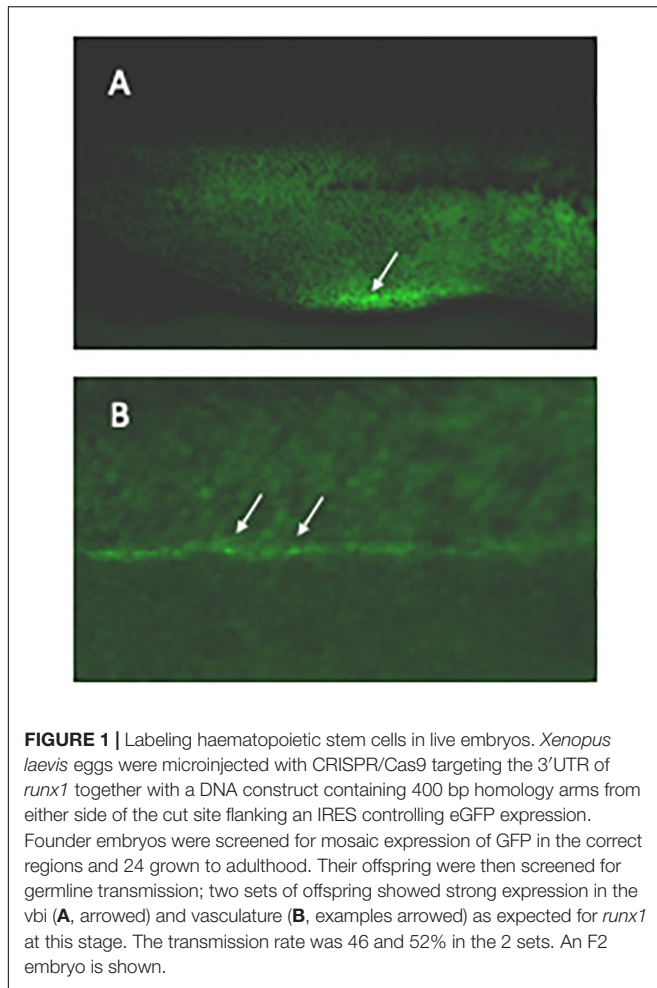 A
B
FIGURE 1 | Labeling haematopoietic stem cells in live embryos. Xenopus
laevis eggs were microinjected with CRISPR/Cas9 targeting the 3′UTR of
runx1 together with a DNA construct containing 400 bp homology arms from
either side of the cut site flanking an IRES controlling eGFP expression.
Founder embryos were screened for mosaic expression of GFP in the correct
regions and 24 grown to adulthood. Their offspring were then screened for
germline transmission; two sets of offspring showed strong expression in the
vbi (A, arrowed) and vasculature (B, examples arrowed) as expected for runx1
at this stage. The transmission rate was 46 and 52% in the 2 sets. An F2
embryo is shown.